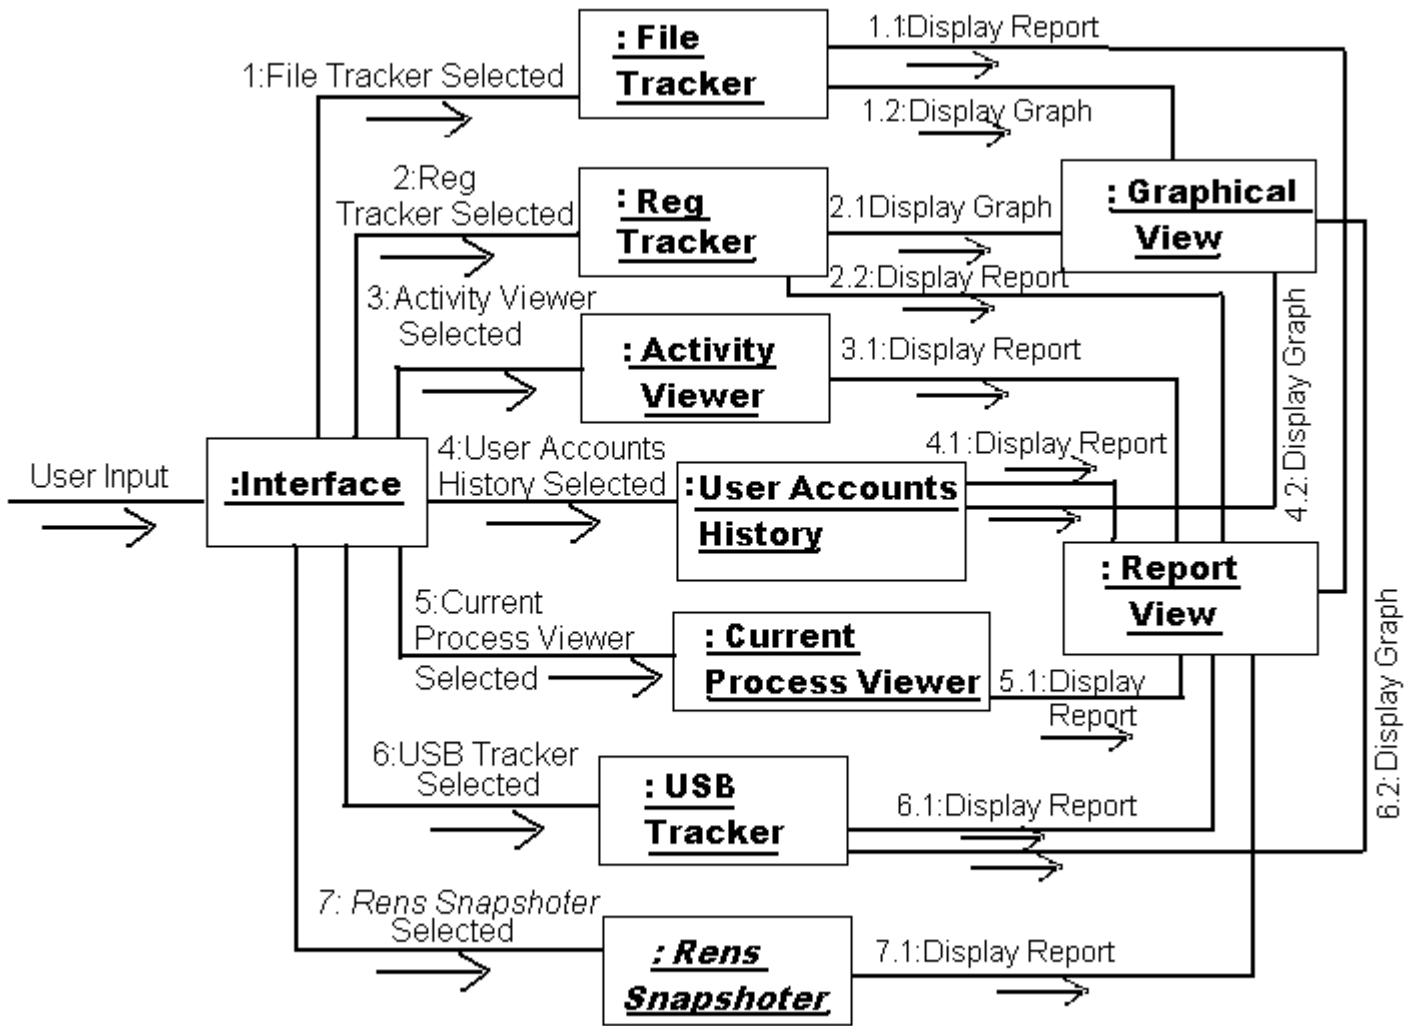 : File
Tracker
1.1:Display Report
1:File Tracker Selected
1.2:Display Graph
2:Reg
Tracker Selected
: Reg
Tracker
2.1Display Graph
: Graphical
View
2.2:Display Report
3:Activity Viewer
Selected
: Activity
Viewer
3.1:Display Report
4.2:Display Graph
User Input
:Interface
4:User Accounts
History Selected
:User Accounts
History
4.1:Display Report
: Report
View
5:Current
Process Viewer
Selected
: Current
Process Viewer
5.1:Display
Report
6.2:Display Graph
6:USB Tracker
Selected
: USB
Tracker
6.1:Display Report
7: Rens Snapshoter
Selected
: Rens
Snapshoter
7.1:Display Report